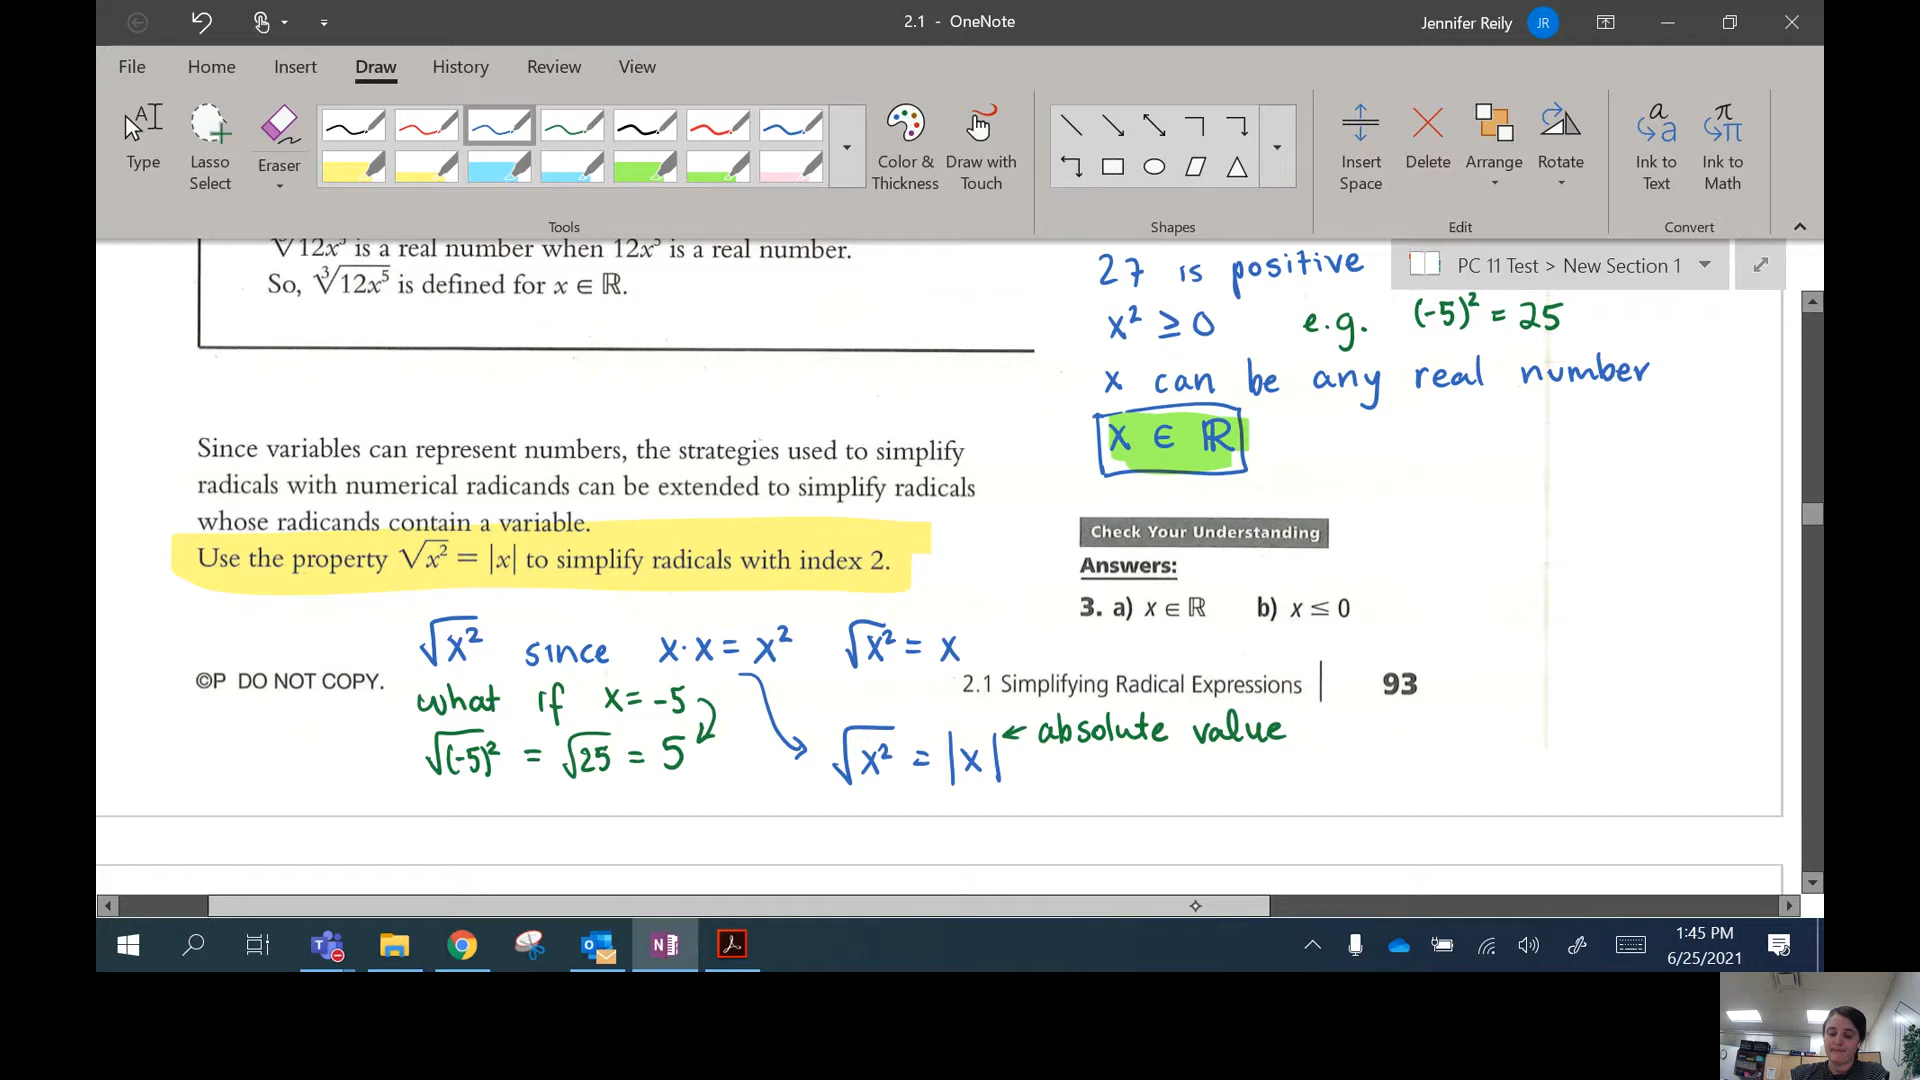 2.1 - OneNote
Jennifer Reily JR
File Home Insert Draw History Review View
Type
Lasso Select
Eraser
Color & Thickness
Draw with Touch
Insert Space
Delete
Arrange
Rotate
Ink to Text
Ink to Math
Tools Shapes Edit Convert
PC 11 Test > New Section 1
is a real number when 12x⁵ is a real number.
So, ∛12x⁵ is defined for x ∈ ℝ.
27 is positive
x² ≥ 0 e.g. (-5)² = 25
x can be any real number
x ∈ ℝ
Since variables can represent numbers, the strategies used to simplify
radicals with numerical radicands can be extended to simplify radicals
whose radicands contain a variable.
Use the property √x² = |x| to simplify radicals with index 2.
Check Your Understanding
Answers:
3. a) x ∈ ℝ b) x ≤ 0
√x² since x·x = x² √x² = x
©P DO NOT COPY.
2.1 Simplifying Radical Expressions | 93
what if x = -5
√(-5)² = √25 = 5
√x² = |x| ← absolute value
1:45 PM
6/25/2021